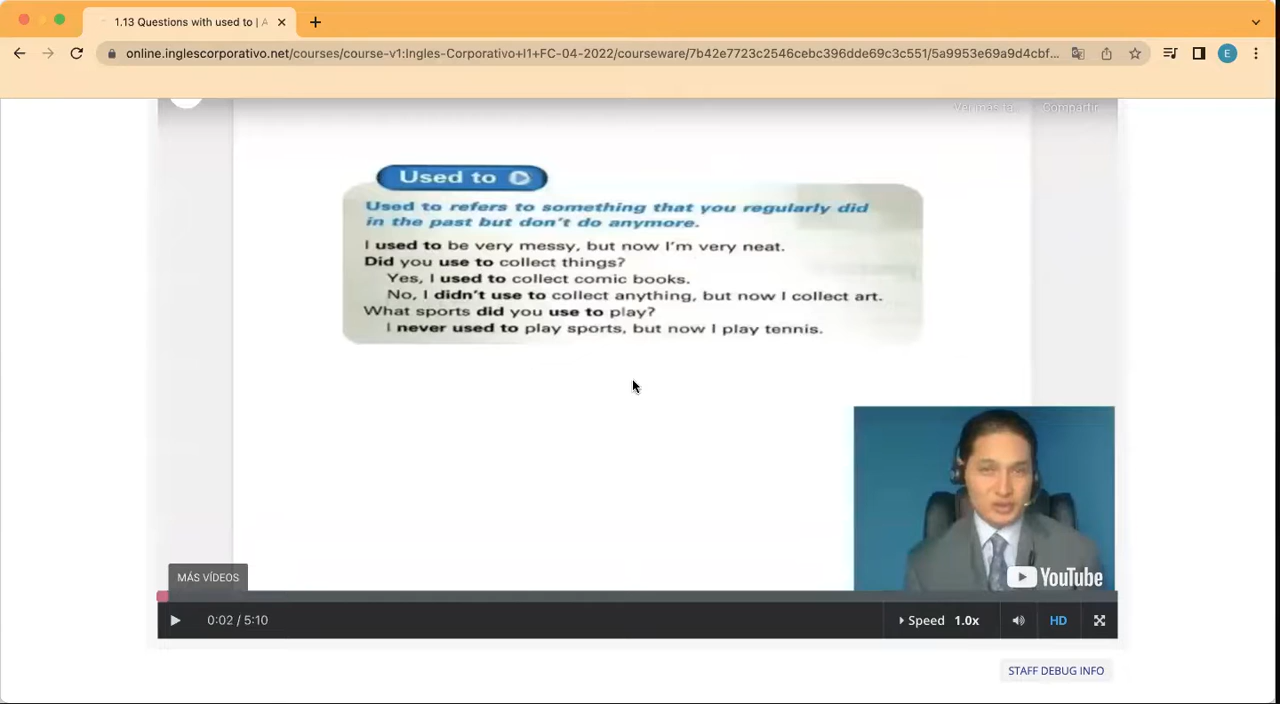 1.13 Questions with used to | A
online.inglescorporativo.net/courses/course-v1:Ingles-Corporativo+I1+FC-04-2022/courseware/7b42e7723c2546cebc396dde69c3c551/5a9953e69a9d4cbf...
E
Compartir
Used to
Used to refers to something that you regularly did
in the past but don't do anymore.
I used to be very messy, but now I'm very neat.
Did you use to collect things?
Yes, I used to collect comic books.
No, I didn't use to collect anything, but now I collect art.
What sports did you use to play?
I never used to play sports, but now I play tennis.
MÁS VÍDEOS
YouTube
0:02 / 5:10
Speed 1.0x
HD
STAFF DEBUG INFO